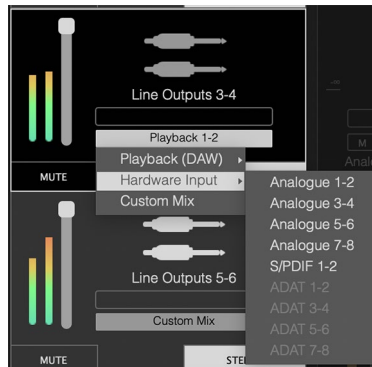 Line Outputs 3-4
Playback 1-2
Playback (DAW)
Hardware Input
Custom Mix
MUTE
Analogue 1-2
Analogue 3-4
Analogue 5-6
Analogue 7-8
S/PDIF 1-2
ADAT 1-2
ADAT 3-4
ADAT 5-6
ADAT 7-8
Line Outputs 5-6
Custom Mix
MUTE
STE
M
Analo